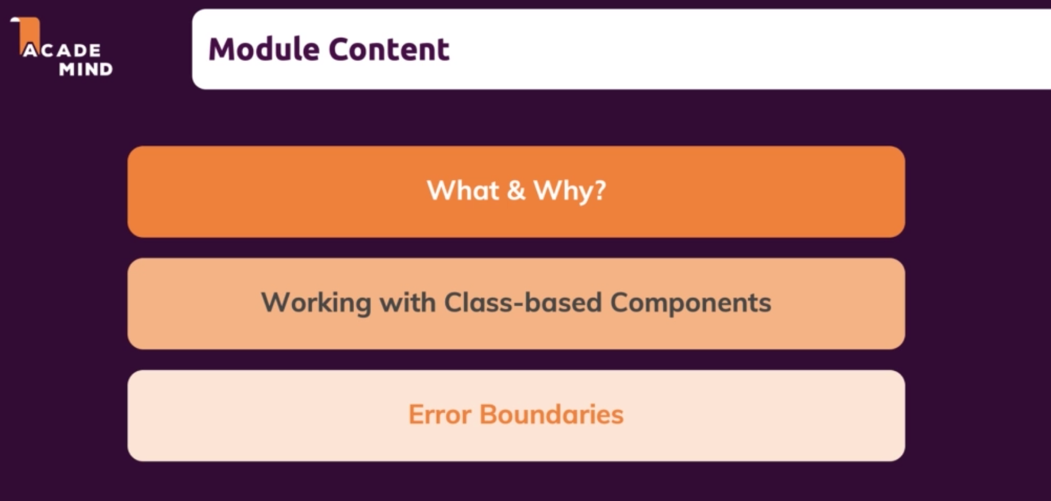 ACADE
MIND
Module Content
What & Why?
Working with Class-based Components
Error Boundaries